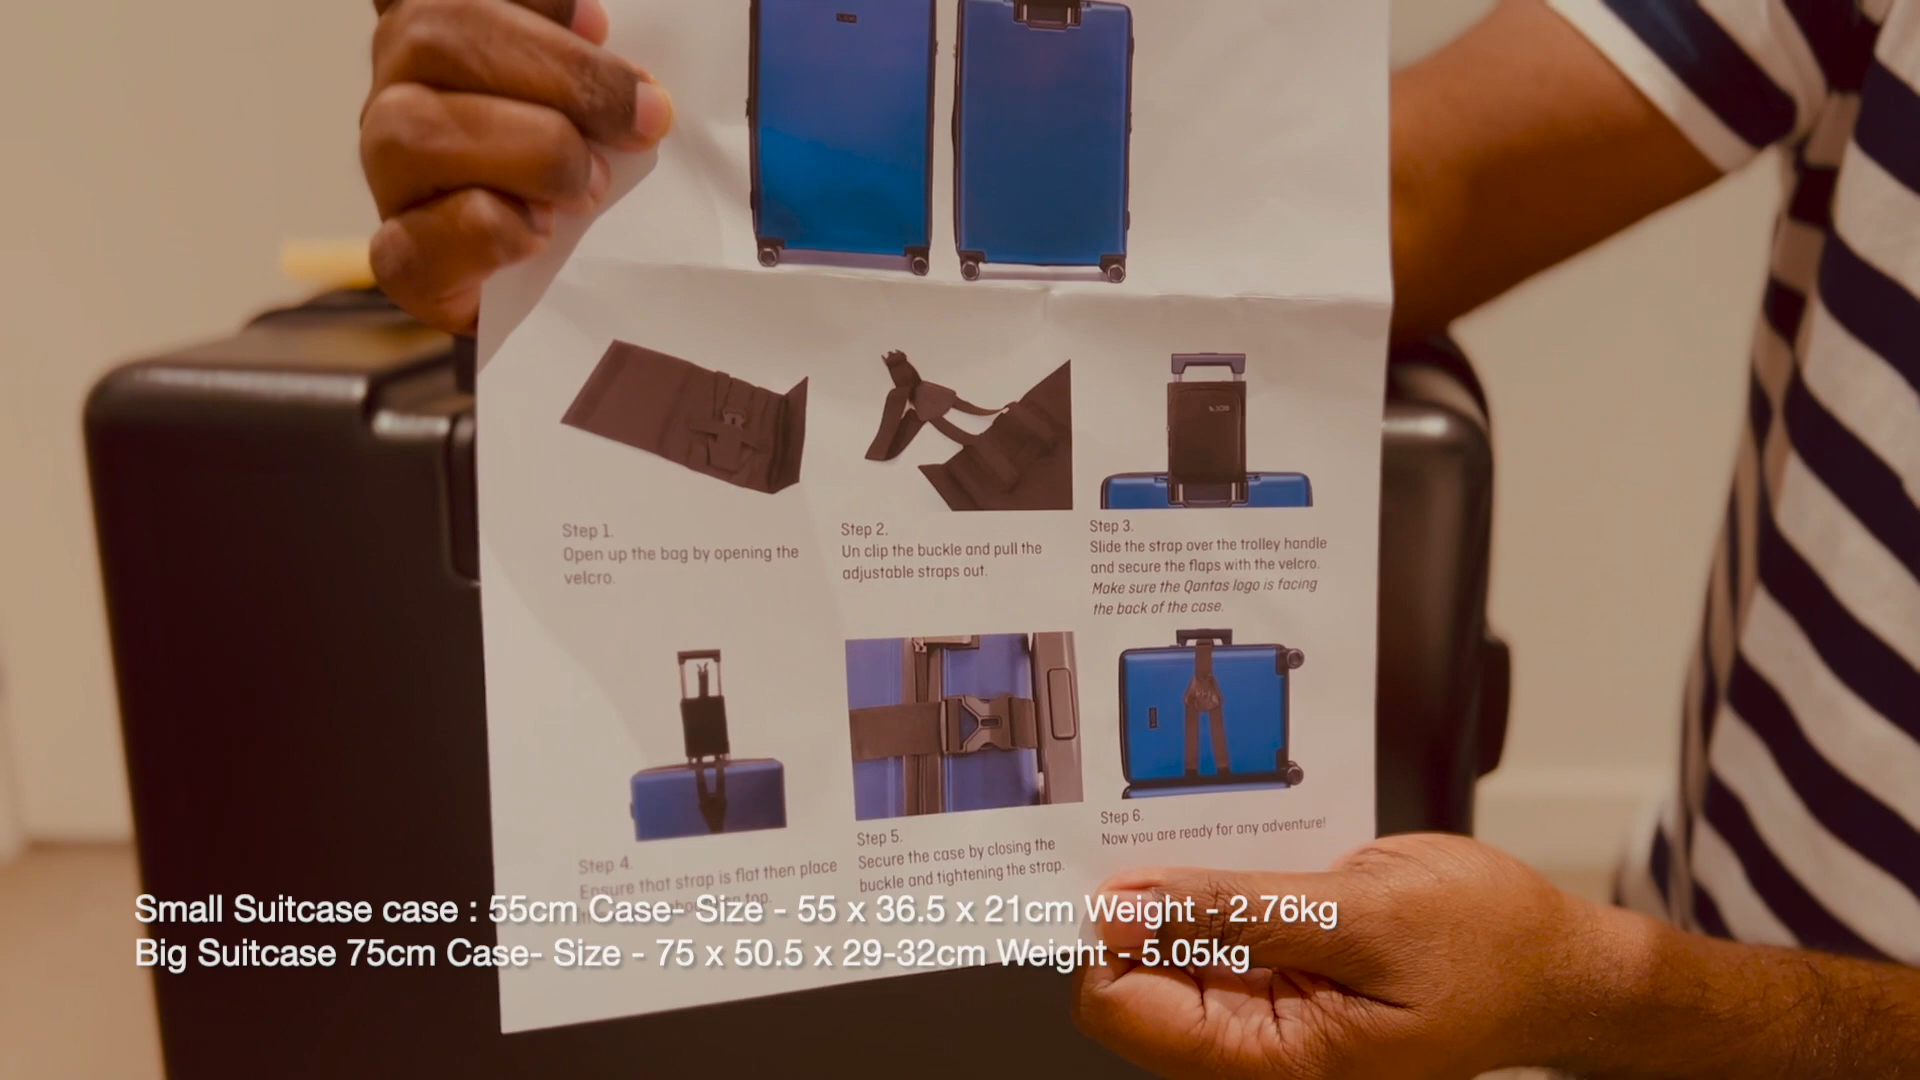 Step 1.
Open up the bag by opening the
velcro.
Step 2.
Un clip the buckle and pull the
adjustable straps out.
Step 3.
Slide the strap over the trolley handle
and secure the flaps with the velcro.
Make sure the Qantas logo is facing
the back of the case.
Step 4.
Ensure that strap is flat then place
top.
Step 5.
Secure the case by closing the
buckle and tightening the strap.
Step 6.
Now you are ready for any adventure!
Small Suitcase case : 55cm Case- Size - 55 x 36.5 x 21cm Weight - 2.76kg
Big Suitcase 75cm Case- Size - 75 x 50.5 x 29-32cm Weight - 5.05kg